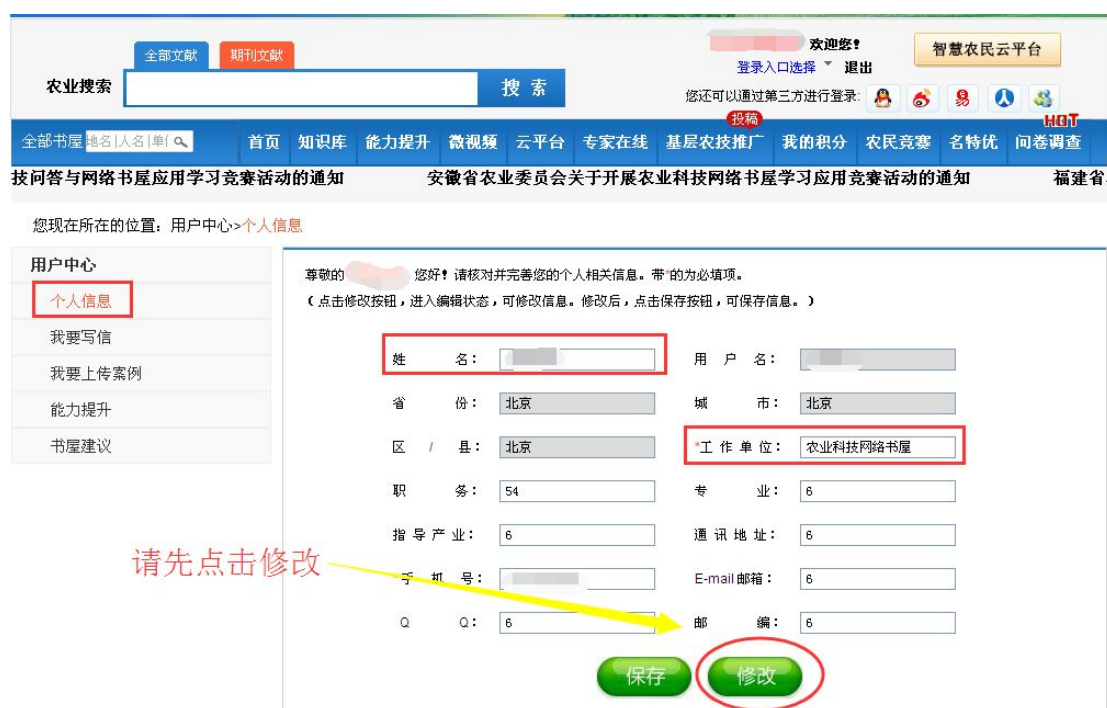 全部文献 期刊文献
欢迎您！
智慧农民云平台
登录入口选择 退出
农业搜索 搜 索
您还可以通过第三方进行登录:
投稿
HOT
全部书屋 地名|人名|单( 首页 知识库 能力提升 微视频 云平台 专家在线 基层农技推广 我的积分 农民竞赛 名特优 问卷调查
技问答与网络书屋应用学习竞赛活动的通知 安徽省农业委员会关于开展农业科技网络书屋学习应用竞赛活动的通知 福建省
您现在所在的位置：用户中心>个人信息
用户中心
个人信息
我要写信
我要上传案例
能力提升
书屋建议
尊敬的 您好！请核对并完善您的个人相关信息。带*的为必填项。
（点击修改按钮，进入编辑状态，可修改信息。修改后，点击保存按钮，可保存信息。）
姓 名： 用 户 名：
省 份： 北京 城 市： 北京
区 / 县： 北京 *工 作 单 位： 农业科技网络书屋
职 务： 54 专 业： 6
指 导 产 业： 6 通 讯 地 址： 6
请先点击修改
手 机 号： E-mail邮箱： 6
Q Q： 6 邮 编： 6
保存 修改